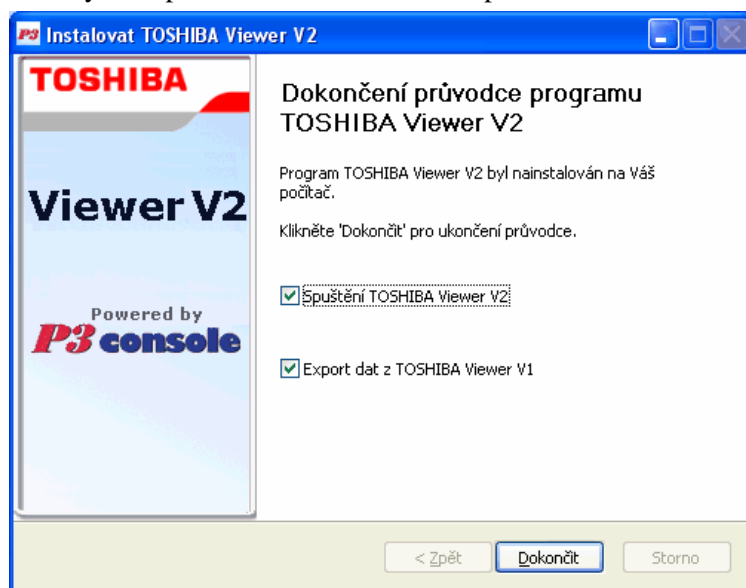 Instalovat TOSHIBA Viewer V2
TOSHIBA
Viewer V2
Powered by
P3 console
Dokončení průvodce programu
TOSHIBA Viewer V2
Program TOSHIBA Viewer V2 byl nainstalován na Váš
počítač.
Klikněte 'Dokončit' pro ukončení průvodce.
Spuštění TOSHIBA Viewer V2
Export dat z TOSHIBA Viewer V1
< Zpět
Dokončit
Storno